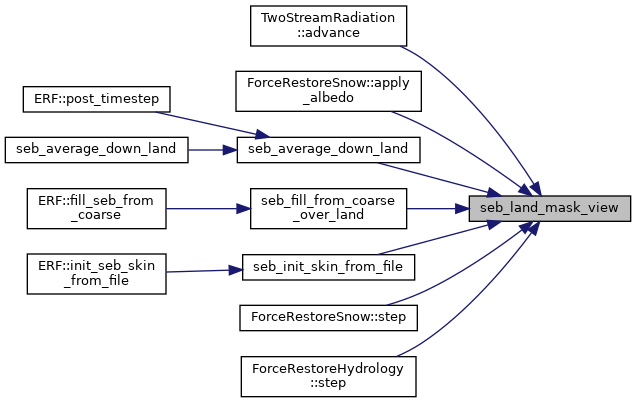 TwoStreamRadiation
::advance
ForceRestoreSnow::apply
_albedo
ERF::post_timestep
seb_average_down_land
seb_average_down_land
seb_land_mask_view
ERF::fill_seb_from
_coarse
seb_fill_from_coarse
_over_land
ERF::init_seb_skin
_from_file
seb_init_skin_from_file
ForceRestoreSnow::step
ForceRestoreHydrology
::step